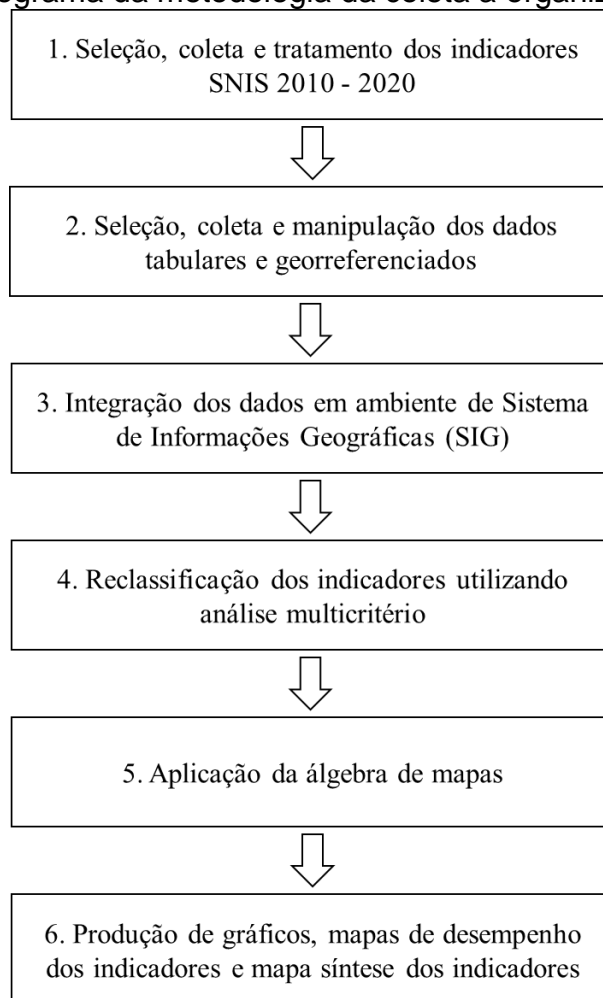 ograma da metodologia da coleta à organiz
1. Seleção, coleta e tratamento dos indicadores
SNIS 2010 - 2020
2. Seleção, coleta e manipulação dos dados
tabulares e georreferenciados
3. Integração dos dados em ambiente de Sistema
de Informações Geográficas (SIG)
4. Reclassificação dos indicadores utilizando
análise multicritério
5. Aplicação da álgebra de mapas
6. Produção de gráficos, mapas de desempenho
dos indicadores e mapa síntese dos indicadores